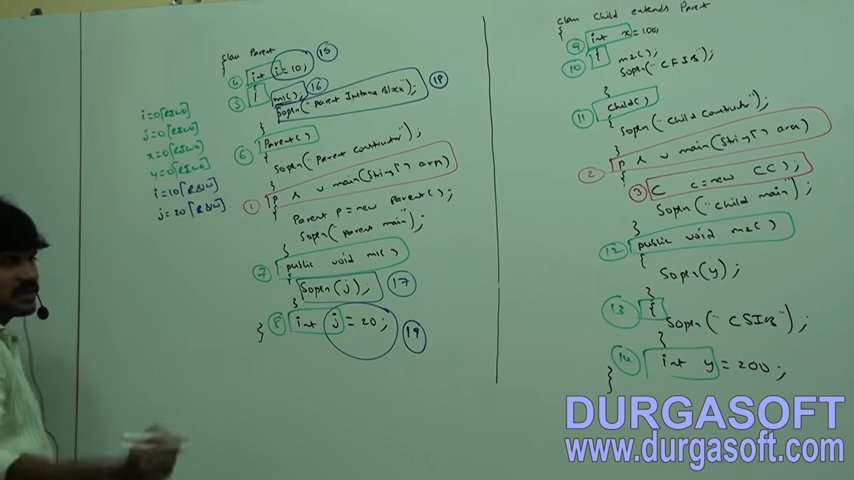 class Parent
{
④ int i=10; ⑮
⑤ { m1(); ⑯
Sopln("Parent Instance Block"); ⑱
}
⑥ Parent()
{
Sopln("Parent Constructor");
}
① p s v main(String[] args)
{
Parent p=new Parent();
Sopln("parent main");
}
⑦ public void m1()
{
Sopln(j); ⑰
}
⑧ int j = 20; ⑲
}
i=0[RIWO]
j=0[RIWO]
x=0[RIWO]
y=0[RIWO]
i=10[R&W]
j=20[R&W]
class Child extends Parent
{
⑨ int x=100;
⑩ { m2();
Sopln("CFIB");
}
⑪ Child()
{
Sopln("Child Constructor");
}
② p s v main(String[] args)
{
③ C c=new CC);
Sopln("Child main");
}
⑫ public void m2()
{
Sopln(y);
}
⑬ {
Sopln("CSIB");
}
⑭ int y = 200;
}
DURGASOFT
www.durgasoft.com